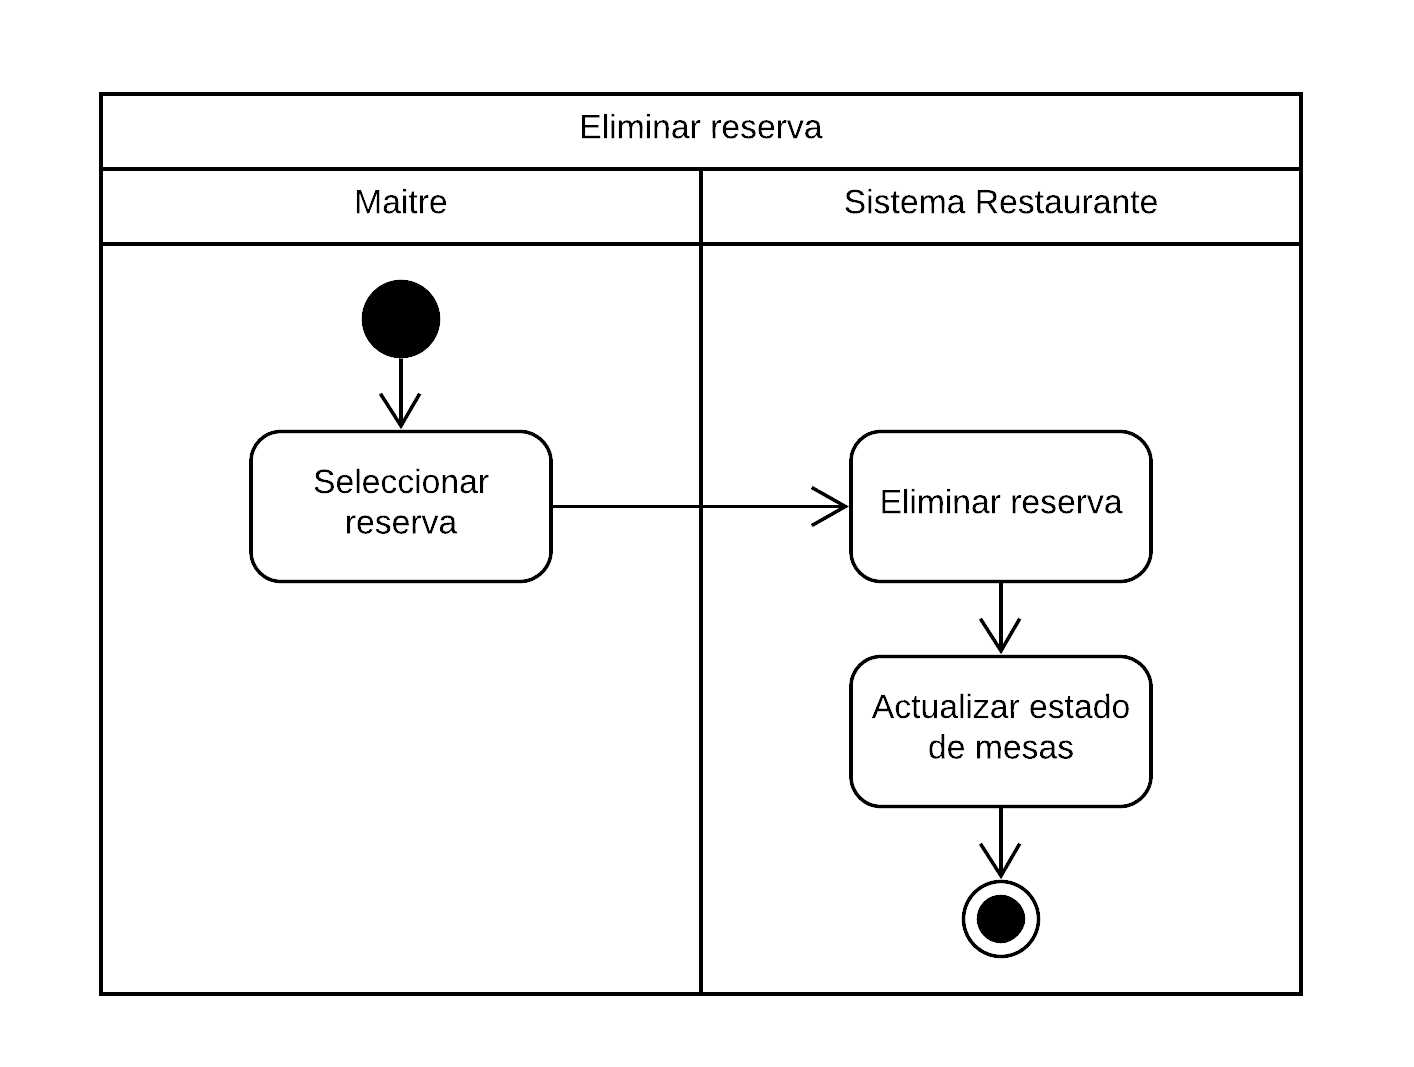 Eliminar reserva
Maitre
Sistema Restaurante
Seleccionar
reserva
Eliminar reserva
Actualizar estado
de mesas